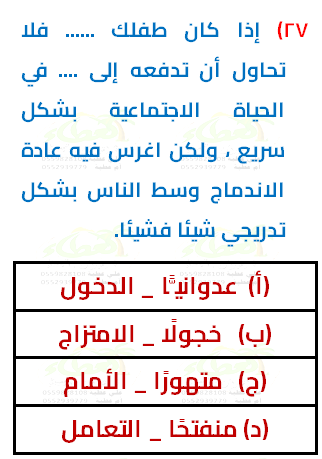 ٢٧) إذا كان طفلك ...... فلا
تحاول أن تدفعه إلى .... في
الحياة الاجتماعية بشكل
سريع ، ولكن اغرس فيه عادة
الاندماج وسط الناس بشكل
تدريجي شيئا فشيئا.
(أ) عدوانيًّا _ الدخول
(ب) خجولًا _ الامتزاج
(ج) متهورًا _ الأمام
(د) منفتحًا _ التعامل